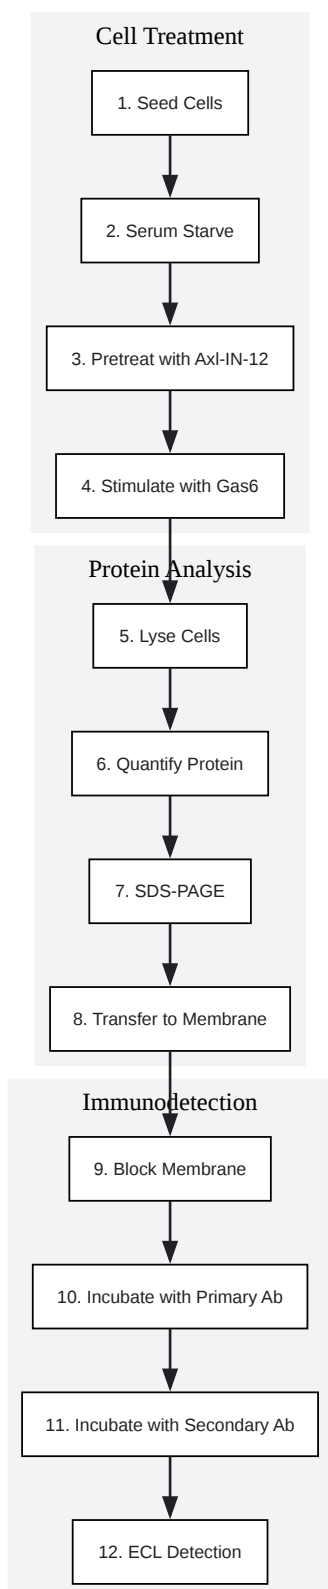 Cell Treatment
1. Seed Cells
2. Serum Starve
3. Pretreat with Axl-IN-12
4. Stimulate with Gas6
Protein Analysis
5. Lyse Cells
6. Quantify Protein
7. SDS-PAGE
8. Transfer to Membrane
Immunodetection
9. Block Membrane
10. Incubate with Primary Ab
11. Incubate with Secondary Ab
12. ECL Detection